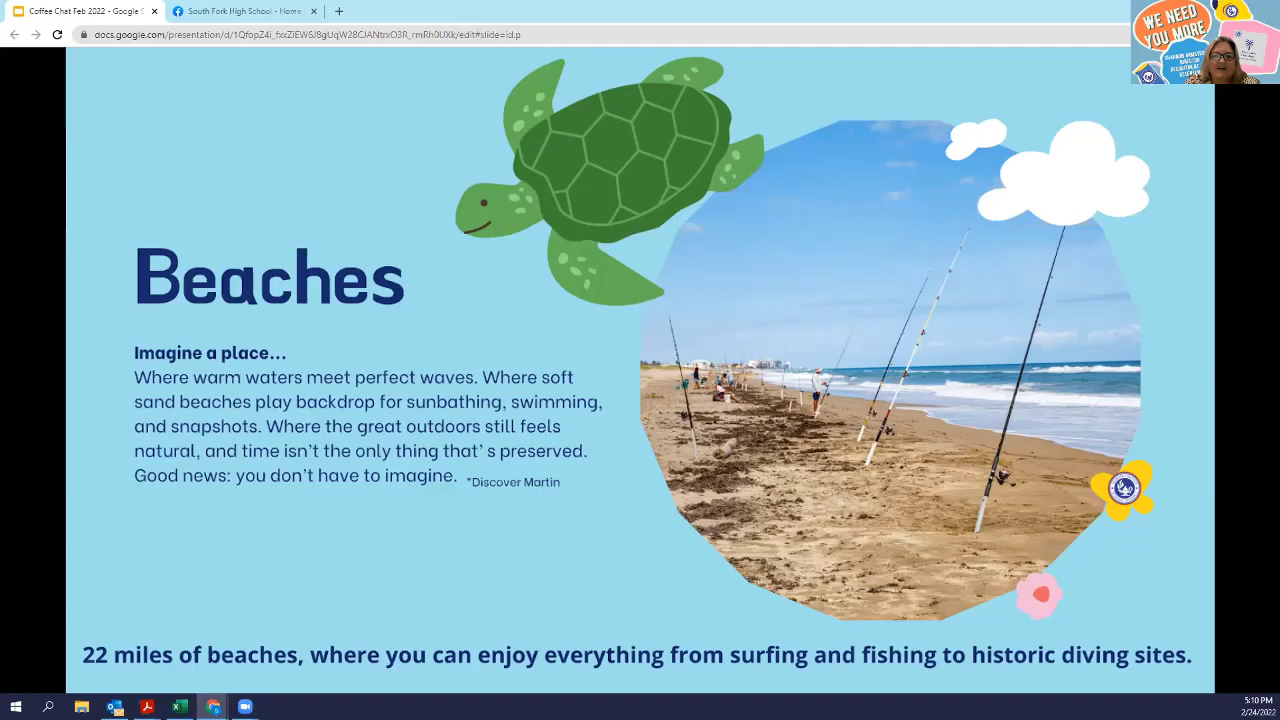 Coffee Chat Feb 2022 - Google S
South Fork High School - Home
docs.google.com/presentation/d/1QfopZ4i_fxxZiEW6J8gUqW28CJANtrxO3R_rmRh0UXk/edit#slide=id.p
WE NEED
YOU MORE
Beaches
Imagine a place...
Where warm waters meet perfect waves. Where soft
sand beaches play backdrop for sunbathing, swimming,
and snapshots. Where the great outdoors still feels
natural, and time isn't the only thing that's preserved.
Good news: you don't have to imagine. *Discover Martin
22 miles of beaches, where you can enjoy everything from surfing and fishing to historic diving sites.
5:10 PM
2/24/2022